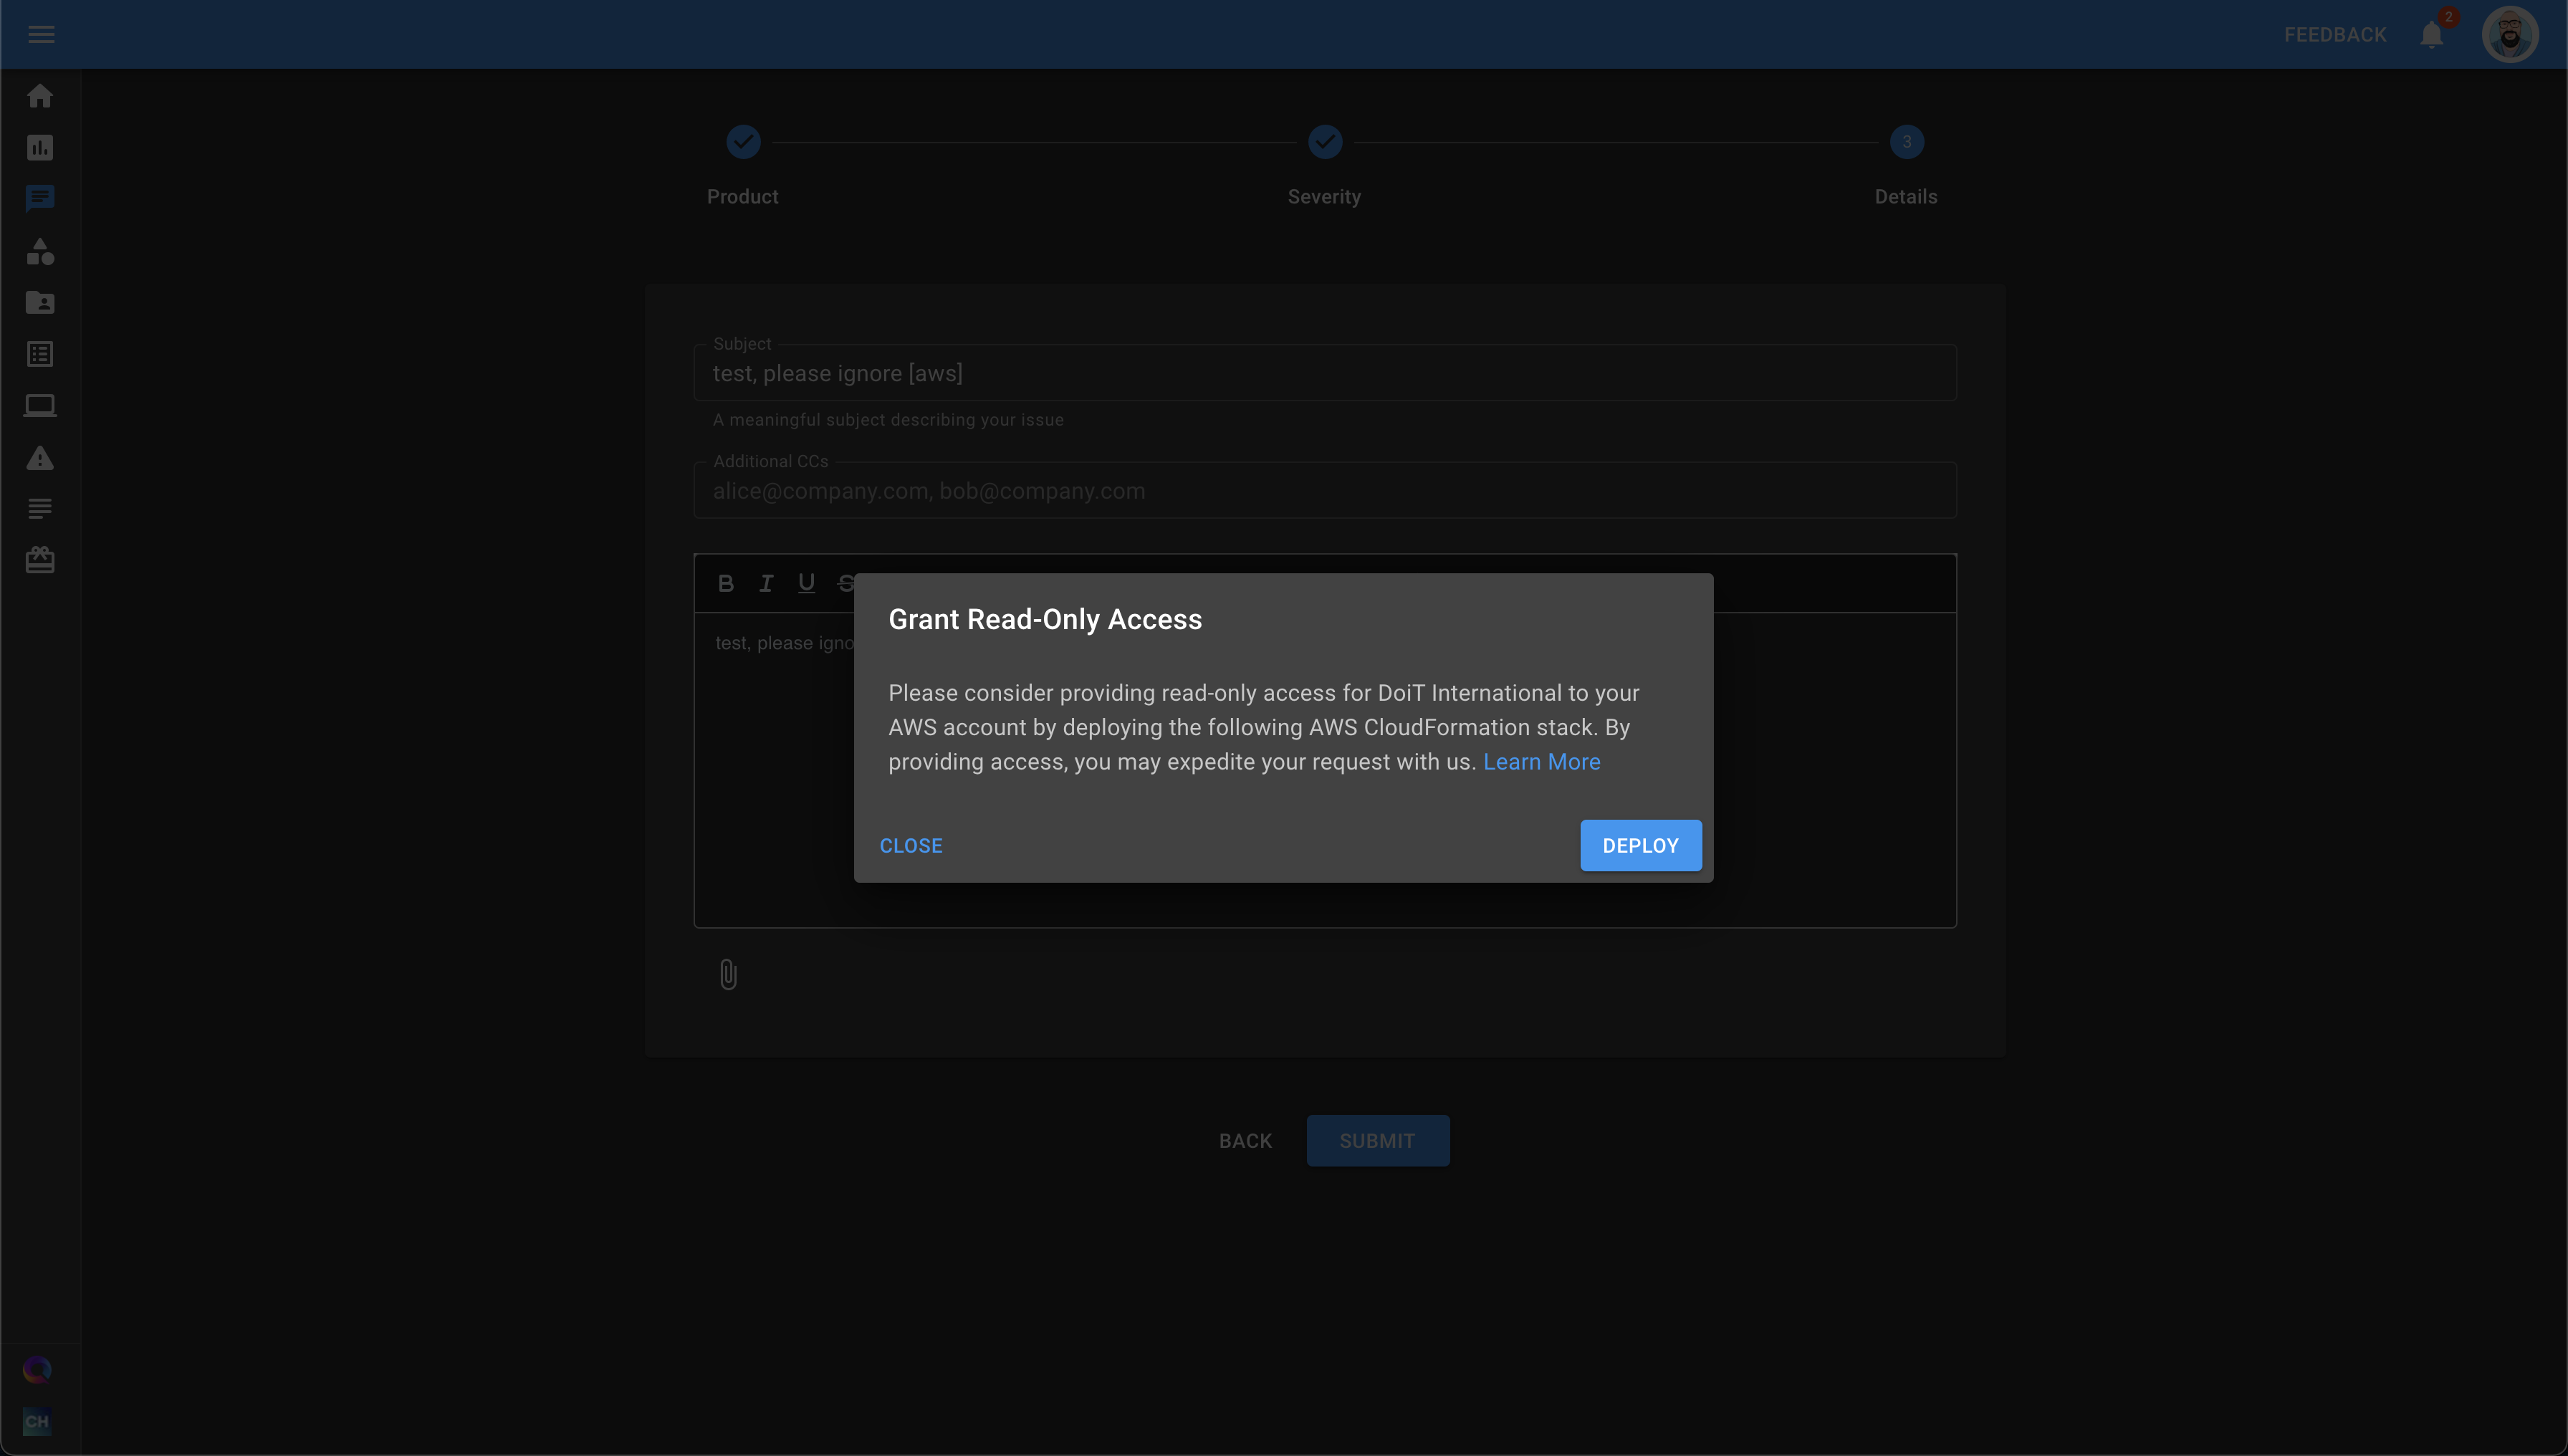 FEEDBACK
2
3
Product
Severity
Details
Subject
test, please ignore [aws]
A meaningful subject describing your issue
Additional CCs
alice@company.com, bob@company.com
B I U S
test, please igno
Grant Read-Only Access
Please consider providing read-only access for DoiT International to your
AWS account by deploying the following AWS CloudFormation stack. By
providing access, you may expedite your request with us. Learn More
CLOSE
DEPLOY
BACK
SUBMIT
CH